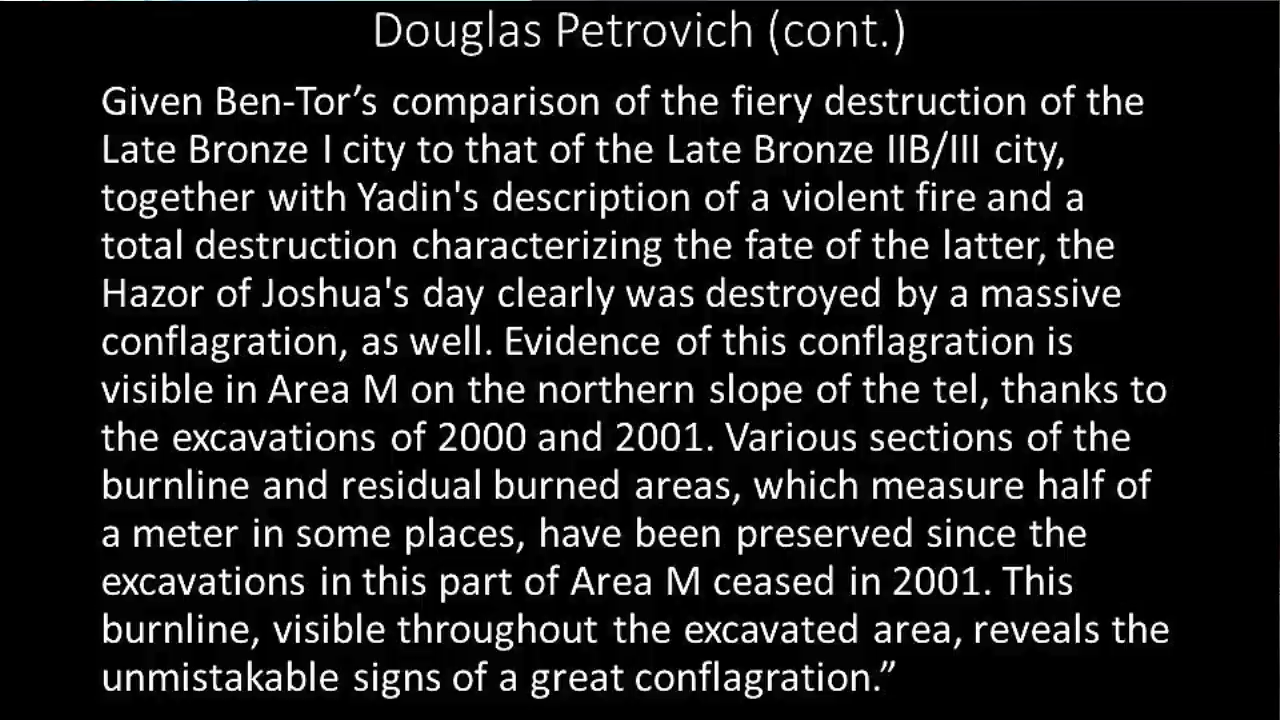 Douglas Petrovich (cont.)
Given Ben-Tor’s comparison of the fiery destruction of the
Late Bronze I city to that of the Late Bronze IIB/III city,
together with Yadin's description of a violent fire and a
total destruction characterizing the fate of the latter, the
Hazor of Joshua's day clearly was destroyed by a massive
conflagration, as well. Evidence of this conflagration is
visible in Area M on the northern slope of the tel, thanks to
the excavations of 2000 and 2001. Various sections of the
burnline and residual burned areas, which measure half of
a meter in some places, have been preserved since the
excavations in this part of Area M ceased in 2001. This
burnline, visible throughout the excavated area, reveals the
unmistakable signs of a great conflagration.”